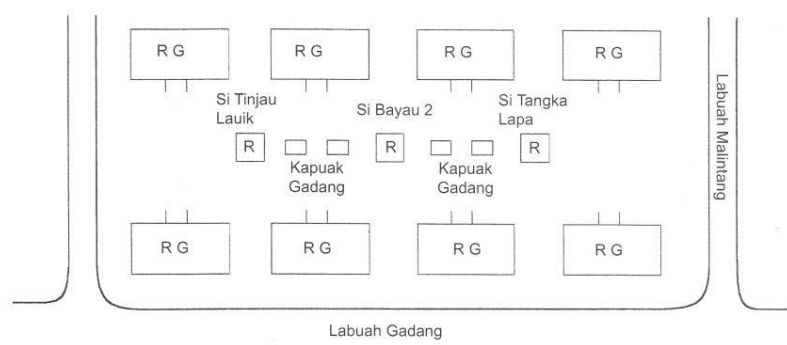 R G
R G
R G
R G
Si Tinjau
Lauik
Si Bayau 2
Si Tangka
Lapa
R
R
R
Kapuak
Gadang
Kapuak
Gadang
R G
R G
R G
R G
Labuah Malintang
Labuah Gadang